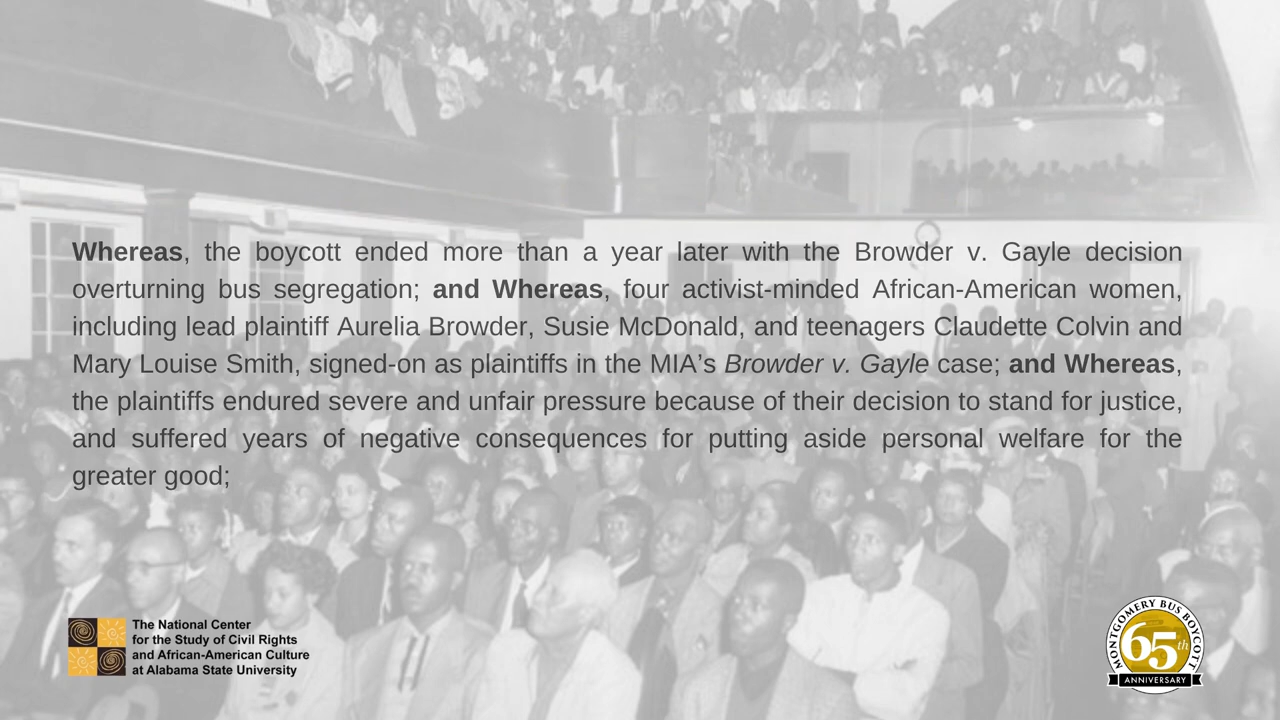 Whereas, the boycott ended more than a year later with the Browder v. Gayle decision
overturning bus segregation; and Whereas, four activist-minded African-American women,
including lead plaintiff Aurelia Browder, Susie McDonald, and teenagers Claudette Colvin and
Mary Louise Smith, signed-on as plaintiffs in the MIA’s Browder v. Gayle case; and Whereas,
the plaintiffs endured severe and unfair pressure because of their decision to stand for justice,
and suffered years of negative consequences for putting aside personal welfare for the
greater good;
The National Center
for the Study of Civil Rights
and African-American Culture
at Alabama State University
MONTGOMERY BUS BOYCOTT
65th
ANNIVERSARY